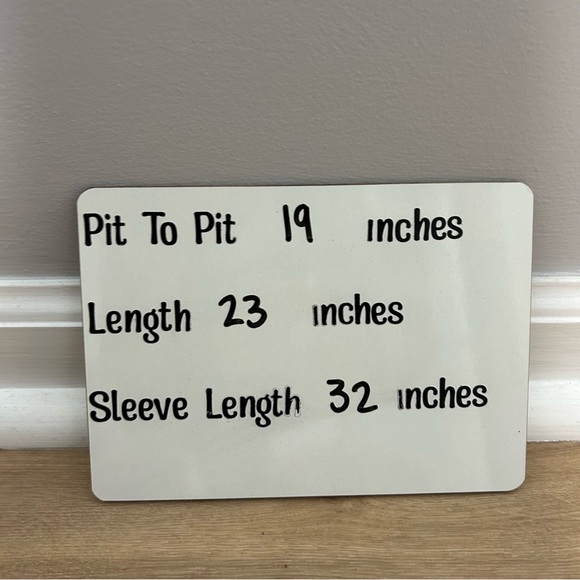 Pit To Pit 19 inches
Length 23 inches
Sleeve Length 32 inches